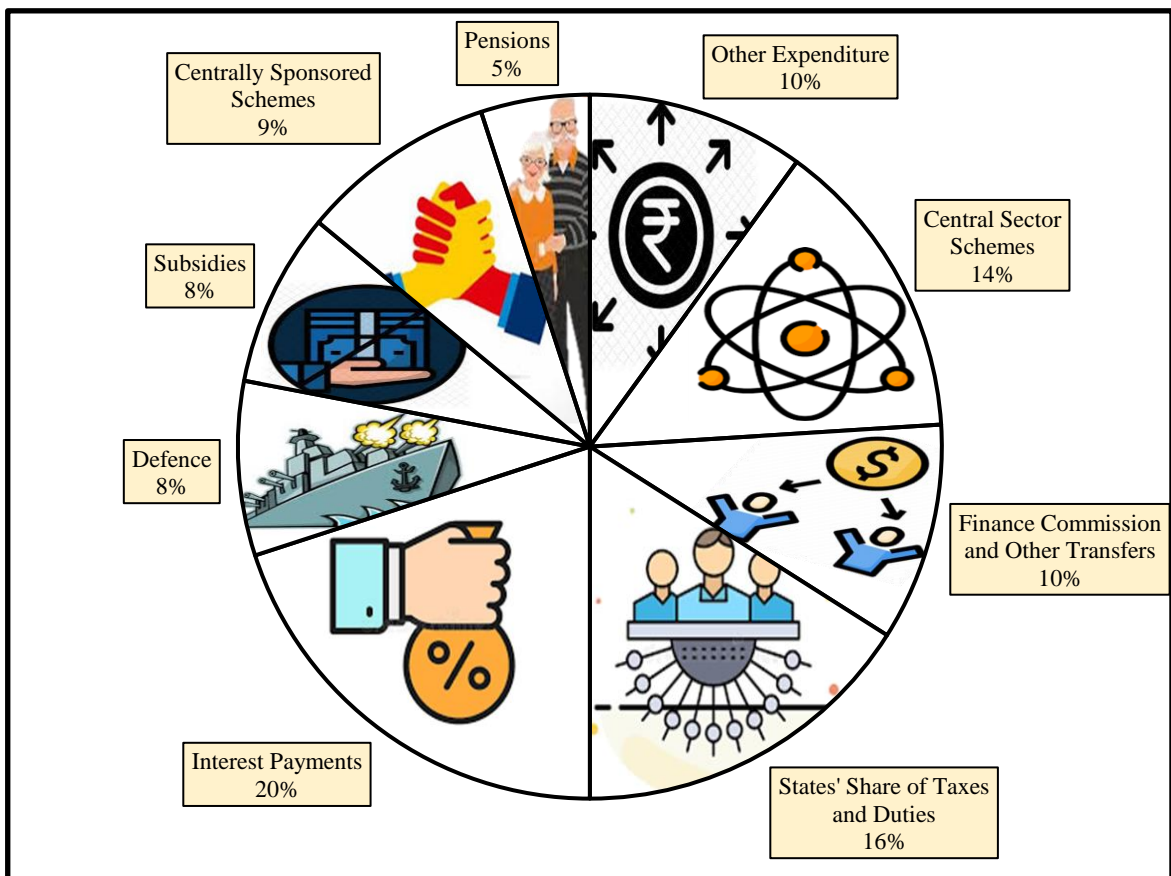 Pensions
5%
Other Expenditure
10%
Centrally Sponsored
Schemes
9%
Central Sector
Schemes
14%
Subsidies
8%
₹
Defence
8%
$
Finance Commission
and Other Transfers
10%
%
Interest Payments
20%
States' Share of Taxes
and Duties
16%